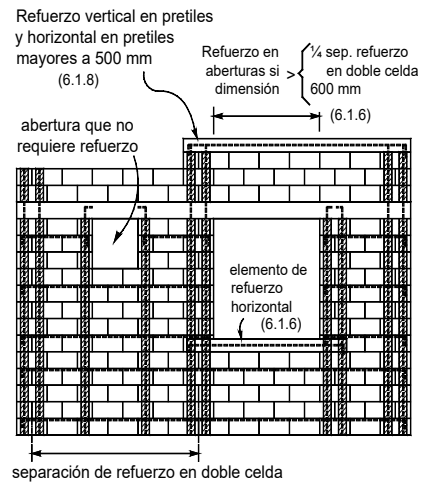 Refuerzo vertical en pretiles
y horizontal en pretiles
mayores a 500 mm
(6.1.8)
Refuerzo en
aberturas si
dimensión
>
¼ sep. refuerzo
en doble celda
600 mm
(6.1.6)
abertura que no
requiere refuerzo
elemento de
refuerzo
horizontal
(6.1.6)
separación de refuerzo en doble celda